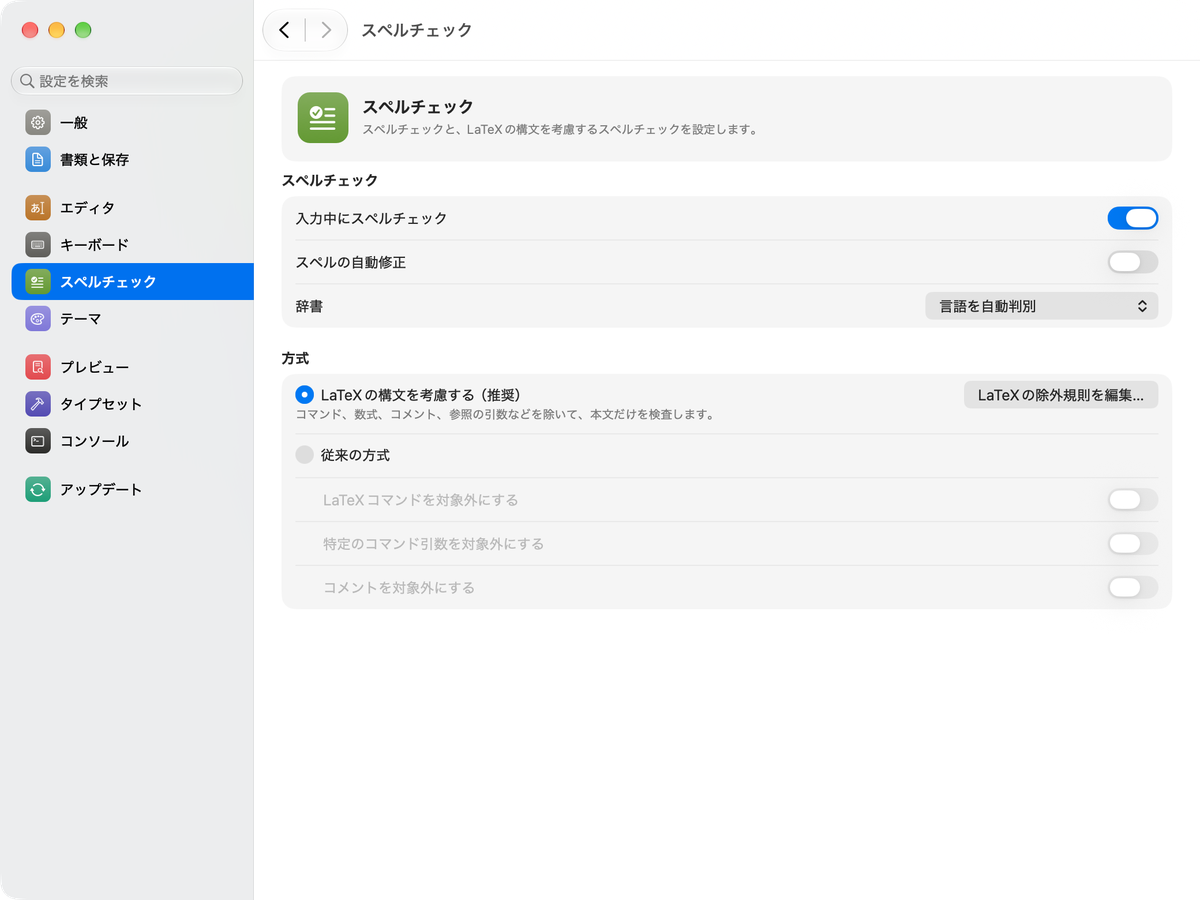 スペルチェック
設定を検索
一般
書類と保存
エディタ
キーボード
スペルチェック
テーマ
プレビュー
タイプセット
コンソール
アップデート
スペルチェック
スペルチェックと、LaTeX の構文を考慮するスペルチェックを設定します。
スペルチェック
入力中にスペルチェック
スペルの自動修正
辞書
言語を自動判別
方式
LaTeX の構文を考慮する（推奨）
LaTeX の除外規則を編集...
コマンド、数式、コメント、参照の引数などを除いて、本文だけを検査します。
従来の方式
LaTeX コマンドを対象外にする
特定のコマンド引数を対象外にする
コメントを対象外にする